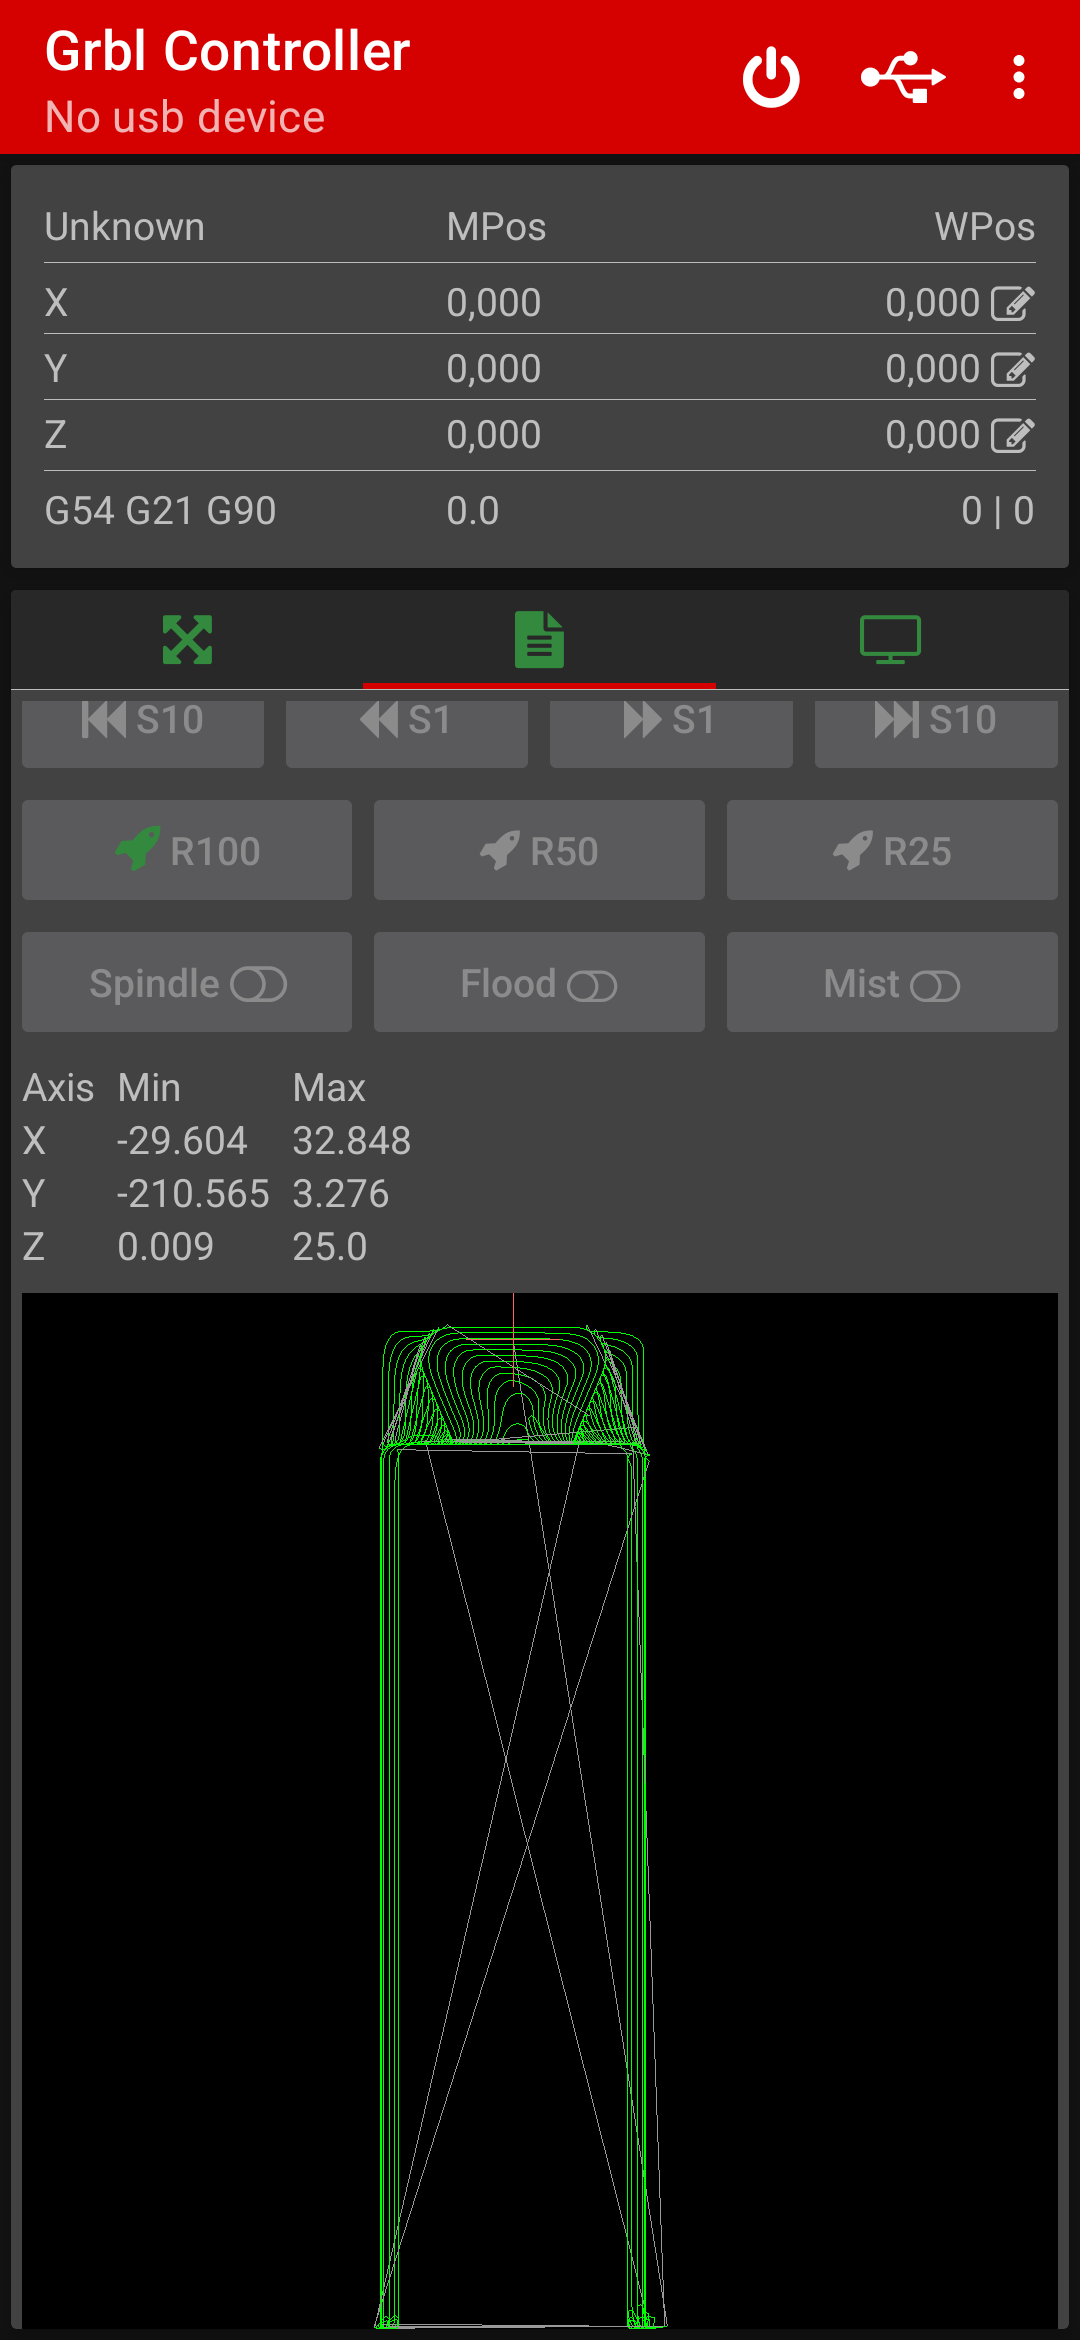 Grbl Controller
No usb device
Unknown MPos WPos
X 0,000 0,000
Y 0,000 0,000
Z 0,000 0,000
G54 G21 G90 0.0 0 | 0
S10 S1 S1 S10
R100 R50 R25
Spindle Flood Mist
Axis Min Max
X -29.604 32.848
Y -210.565 3.276
Z 0.009 25.0